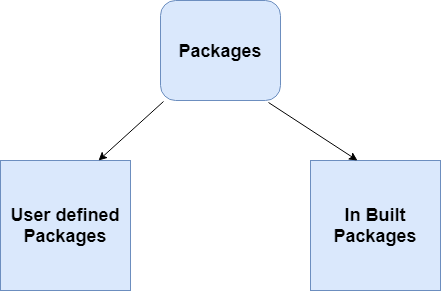 Packages
User defined
Packages
In Built
Packages